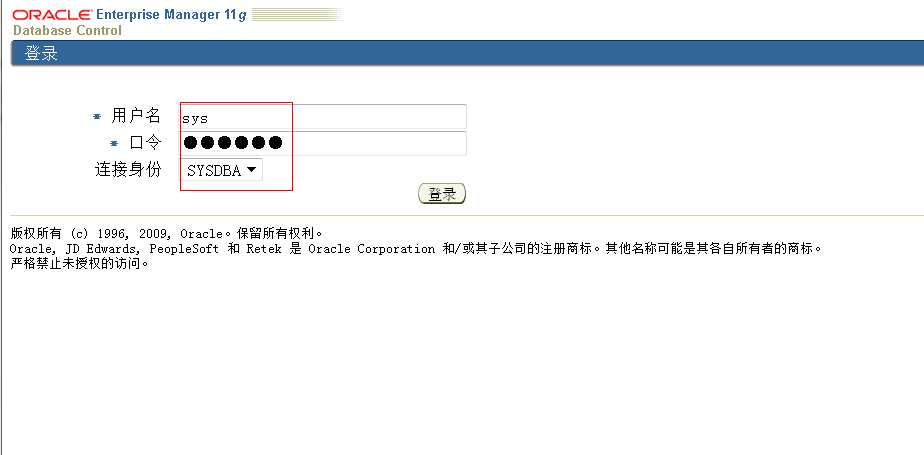 ORACLE Enterprise Manager 11g
Database Control
登录
* 用户名 sys
* 口令 ●●●●●●
连接身份 SYSDBA
登录
版权所有 (c) 1996, 2009, Oracle。保留所有权利。
Oracle, JD Edwards, PeopleSoft 和 Retek 是 Oracle Corporation 和/或其子公司的注册商标。其他名称可能是其各自所有者的商标。
严格禁止未授权的访问。